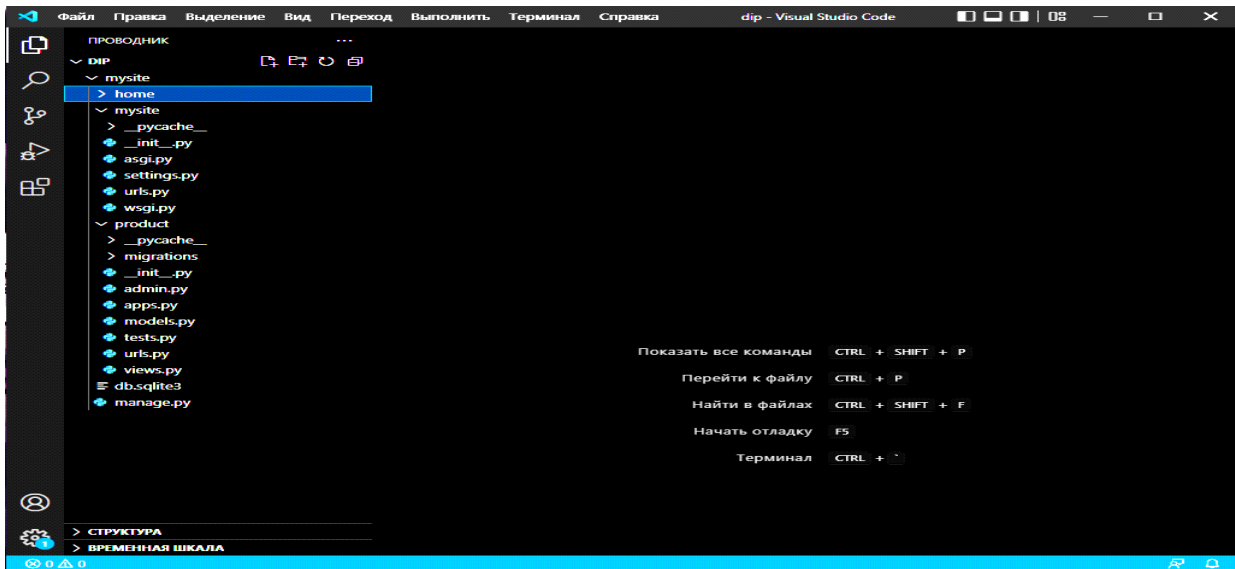 Файл Правка Выделение Вид Переход Выполнить Терминал Справка dip - Visual Studio Code
ПРОВОДНИК ...
DIP
mysite
home
mysite
__pycache__
__init__.py
asgi.py
settings.py
urls.py
wsgi.py
product
__pycache__
migrations
__init__.py
admin.py
apps.py
models.py
tests.py
urls.py
views.py
db.sqlite3
manage.py
Показать все команды CTRL + SHIFT + P
Перейти к файлу CTRL + P
Найти в файлах CTRL + SHIFT + F
Начать отладку F5
Терминал CTRL + `
СТРУКТУРА
1
ВРЕМЕННАЯ ШКАЛА
0 0